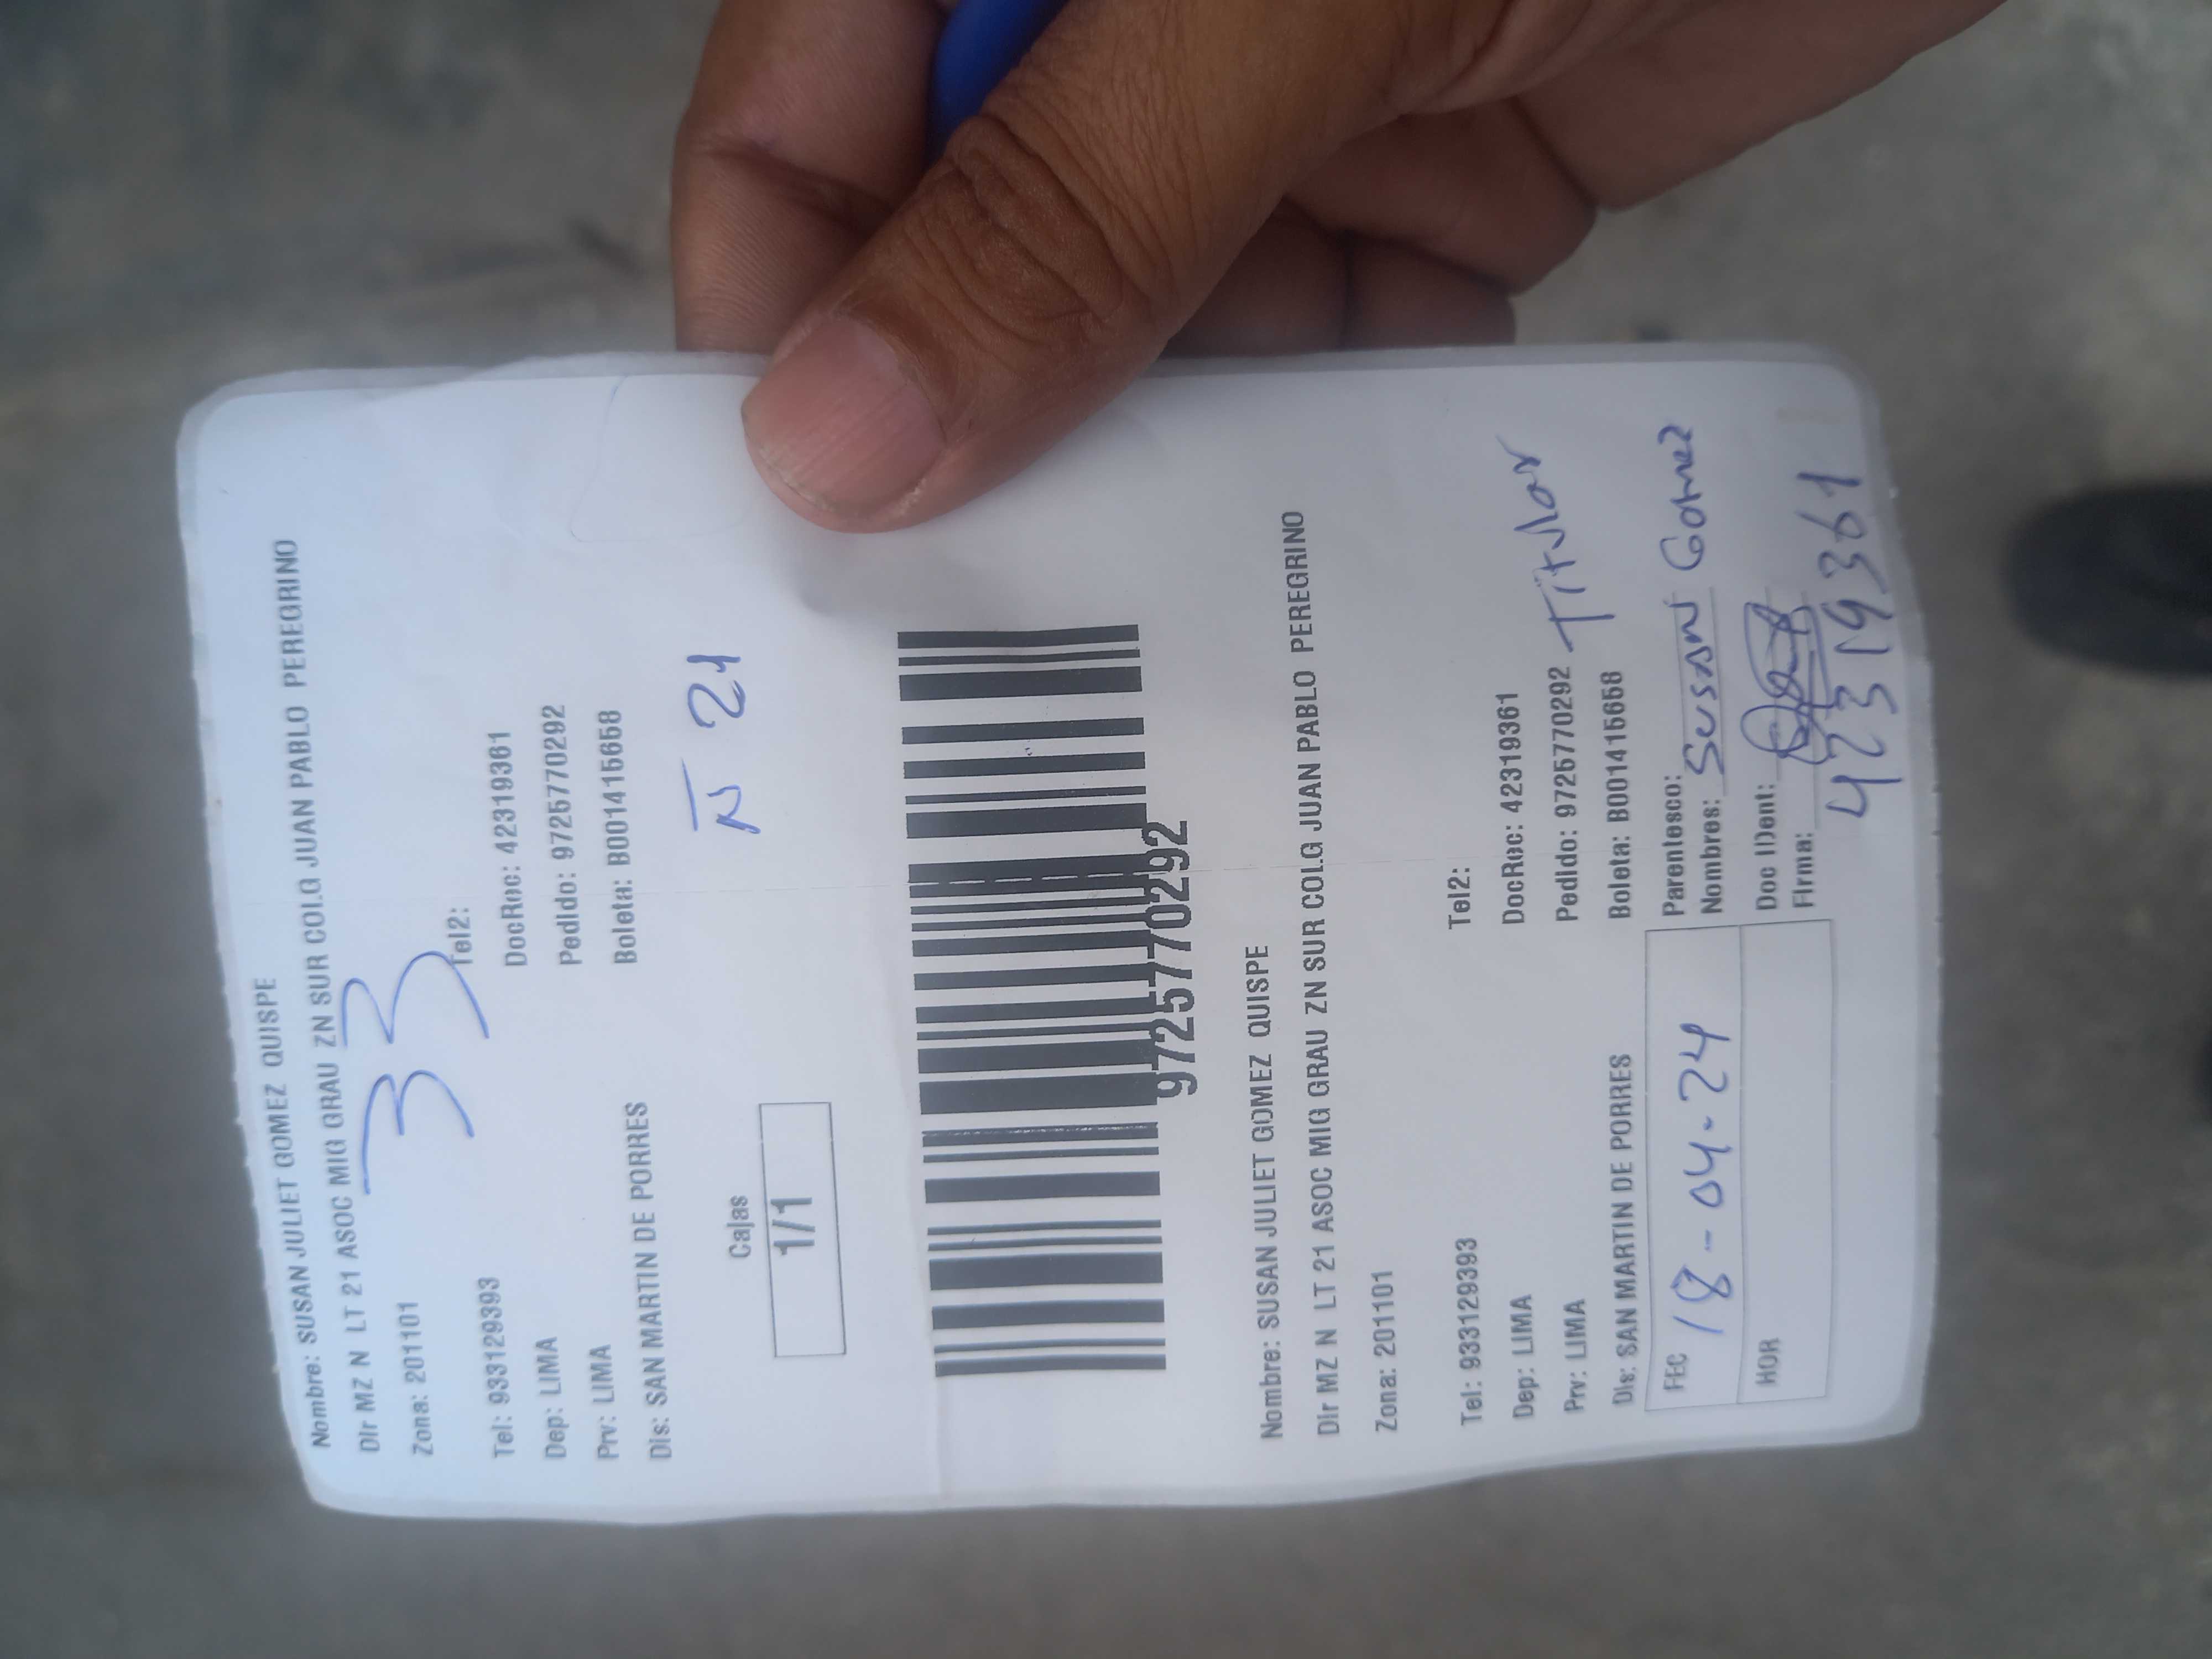 Nombre: SUSAN JULIET GOMEZ QUISPE
Dir MZ N LT 21 ASOC MIG GRAU ZN SUR COLG JUAN PABLO PEREGRINO
Zona: 201101
33
Tel: 933129393 Tel2:
Dep: LIMA DocRec: 42319361
Prv: LIMA Pedido: 9725770292
Dis: SAN MARTIN DE PORRES Boleta: B001415658
Cajas
1/1
N 21
9725770292
Nombre: SUSAN JULIET GOMEZ QUISPE
Dir MZ N LT 21 ASOC MIG GRAU ZN SUR COLG JUAN PABLO PEREGRINO
Zona: 201101
Tel: 933129393 Tel2:
Dep: LIMA DocRec: 42319361
Prv: LIMA Pedido: 9725770292 Titular
Dis: SAN MARTIN DE PORRES Boleta: B001415658
FEC 18-04-24 Parentesco:
Nombres: Susan Gomez
HOR Doc IDent:
Firma: 42319361